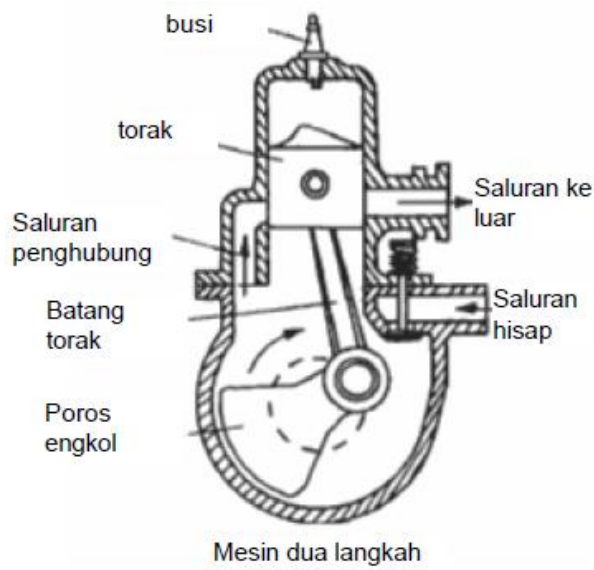 busi
torak
Saluran ke
luar
Saluran
penghubung
Saluran
hisap
Batang
torak
Poros
engkol
Mesin dua langkah